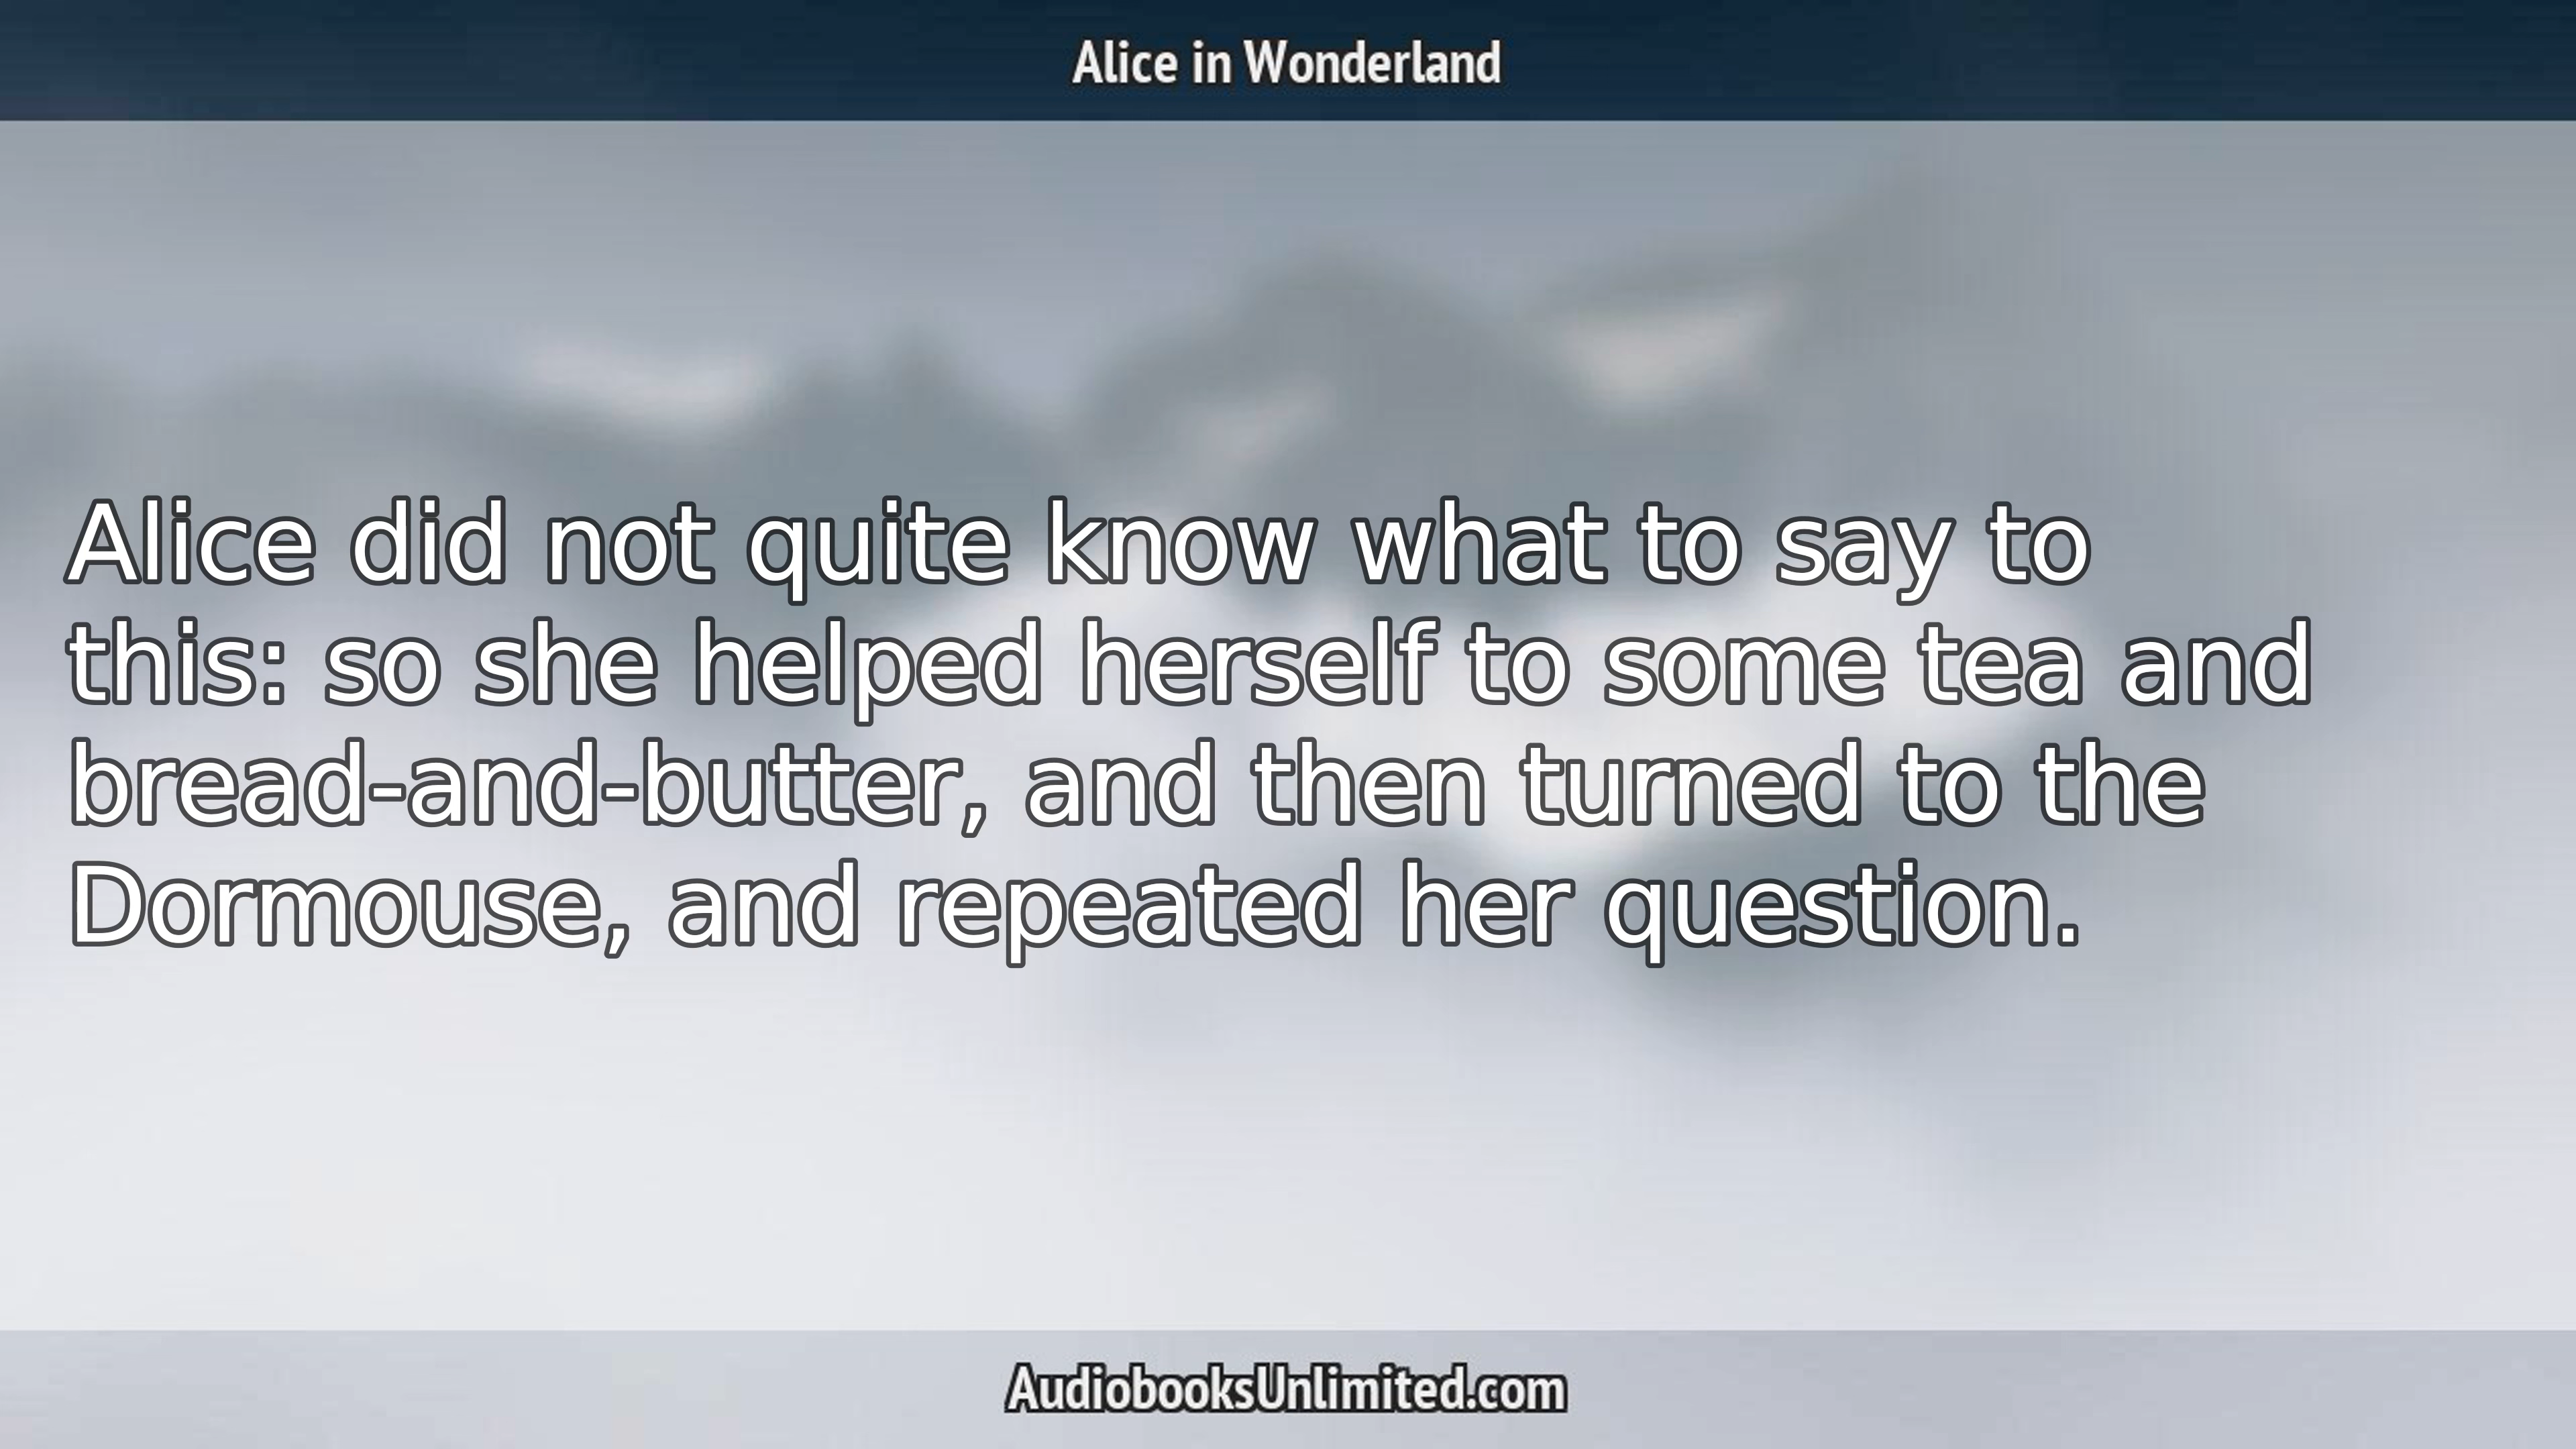 Alice in Wonderland
Alice did not quite know what to say to
this: so she helped herself to some tea and
bread-and-butter, and then turned to the
Dormouse, and repeated her question.
AudiobooksUnlimited.com